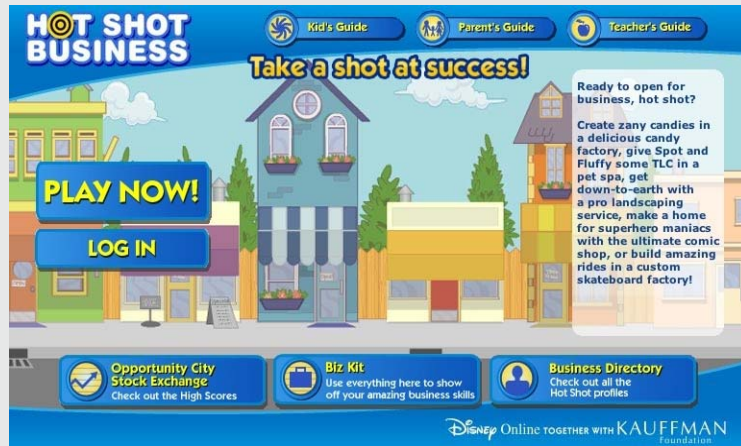 HOT SHOT
BUSINESS
Kid's Guide
Parent's Guide
Teacher's Guide
Take a shot at success!
Ready to open for
business, hot shot?
Create zany candies in
a delicious candy
factory, give Spot and
Fluffy some TLC in a
pet spa, get
down-to-earth with
a pro landscaping
service, make a home
for superhero maniacs
with the ultimate comic
shop, or build amazing
rides in a custom
skateboard factory!
PLAY NOW!
LOG IN
Opportunity City
Stock Exchange
Check out the High Scores
Biz Kit
Use everything here to show
off your amazing business skills
Business Directory
Check out all the
Hot Shot profiles
Disney Online TOGETHER WITH KAUFFMAN
Foundation